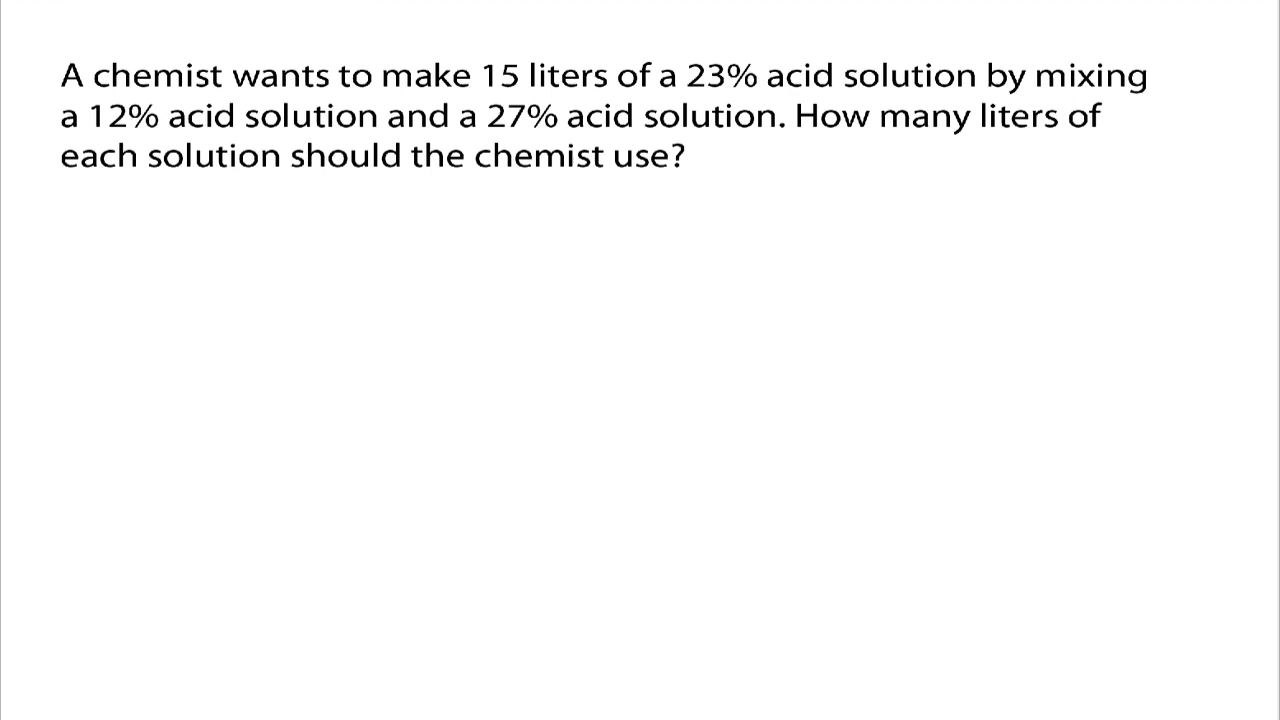 A chemist wants to make 15 liters of a 23% acid solution by mixing
a 12% acid solution and a 27% acid solution. How many liters of
each solution should the chemist use?